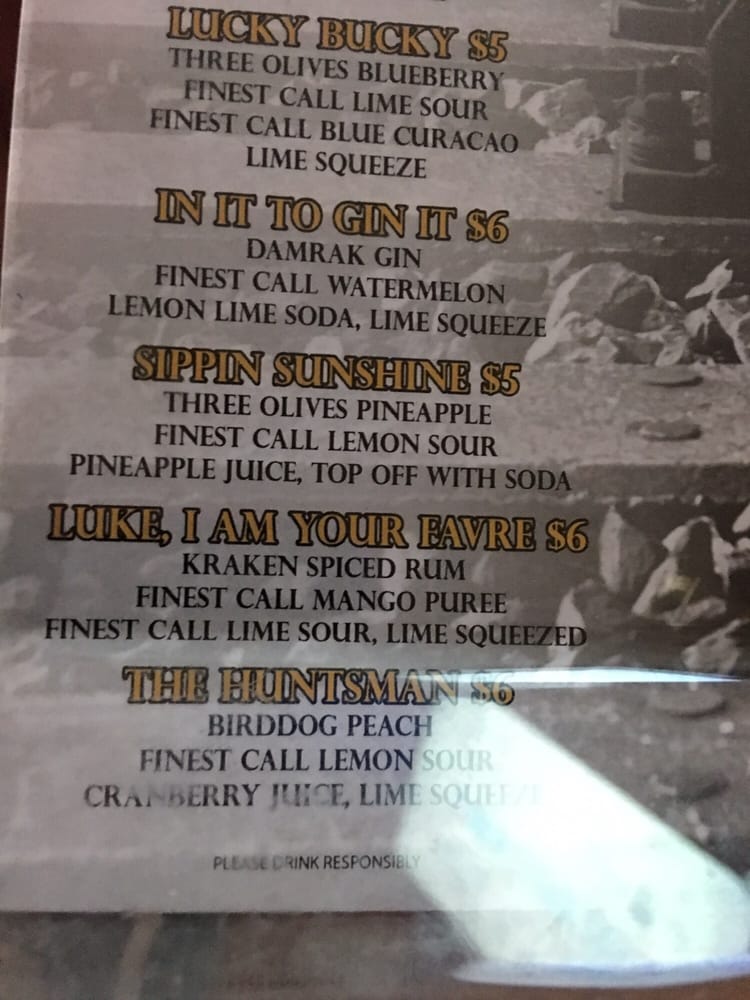 LUCKY BUCKY $5
THREE OLIVES BLUEBERRY
FINEST CALL LIME SOUR
FINEST CALL BLUE CURACAO
LIME SQUEEZE
IN IT TO GIN IT $6
DAMRAK GIN
FINEST CALL WATERMELON
LEMON LIME SODA, LIME SQUEEZE
SIPPIN SUNSHINE $5
THREE OLIVES PINEAPPLE
FINEST CALL LEMON SOUR
PINEAPPLE JUICE, TOP OFF WITH SODA
LUKE, I AM YOUR FAVRE $6
KRAKEN SPICED RUM
FINEST CALL MANGO PUREE
FINEST CALL LIME SOUR, LIME SQUEEZED
THE HUNTSMAN $6
BIRDDOG PEACH
FINEST CALL LEMON SOUR
CRANBERRY JUICE, LIME SQUEEZE
PLEASE DRINK RESPONSIBLY